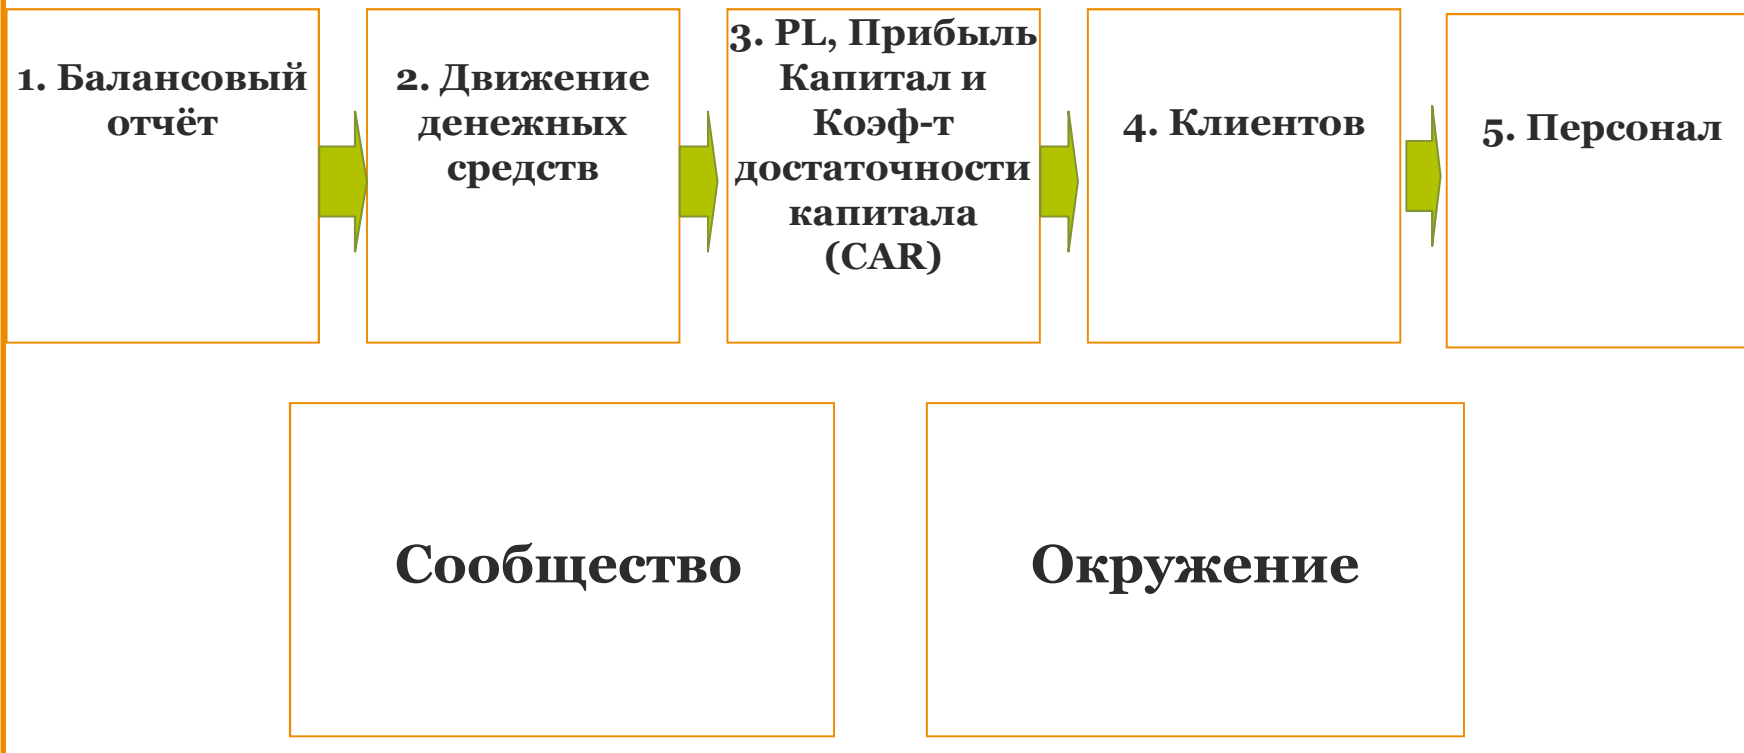 1. Балансовый
отчёт
2. Движение
денежных
средств
3. PL, Прибыль
Капитал и
Коэф-т
достаточности
капитала
(CAR)
4. Клиентов
5. Персонал
Сообщество
Окружение